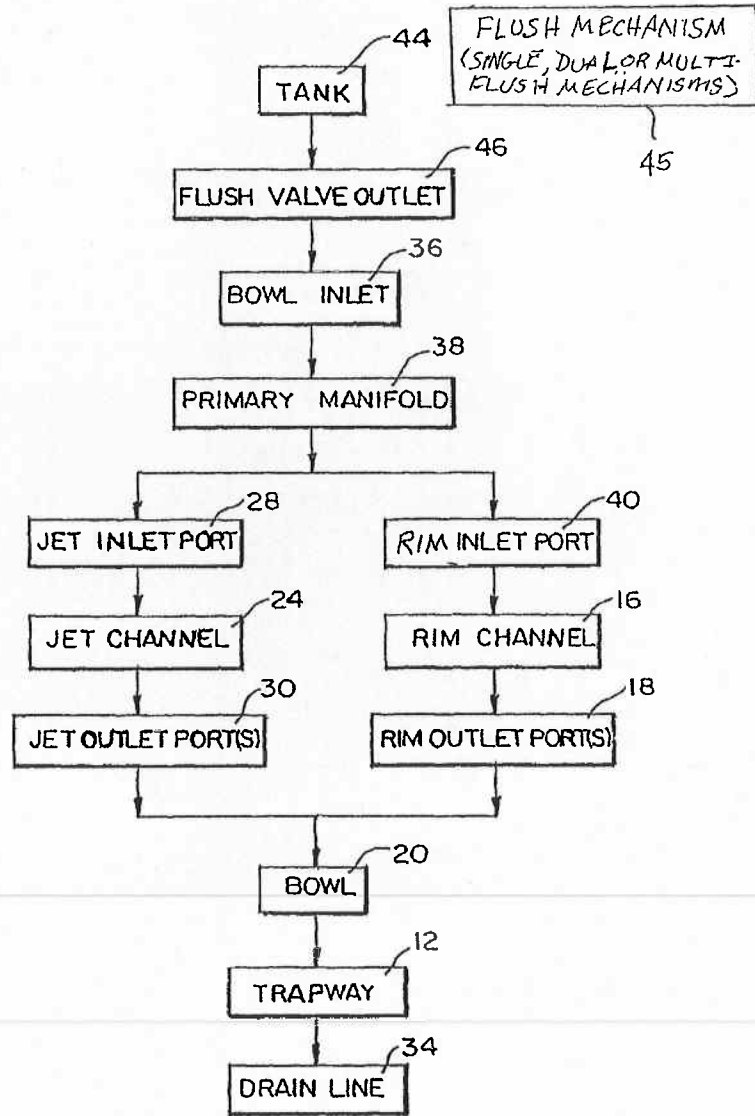 FLUSH MECHANISM
(SINGLE, DUAL OR MULTI-
FLUSH MECHANISMS)
45
44
TANK
46
FLUSH VALVE OUTLET
36
BOWL INLET
38
PRIMARY MANIFOLD
28
JET INLET PORT
40
RIM INLET PORT
24
JET CHANNEL
16
RIM CHANNEL
30
JET OUTLET PORT(S)
18
RIM OUTLET PORT(S)
20
BOWL
12
TRAPWAY
34
DRAIN LINE